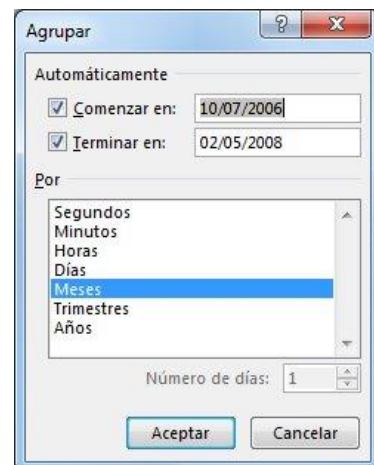 Agrupar
Automáticamente
Comenzar en: 10/07/2006
Terminar en: 02/05/2008
Por
Segundos
Minutos
Horas
Días
Meses
Trimestres
Años
Número de días: 1
Aceptar Cancelar